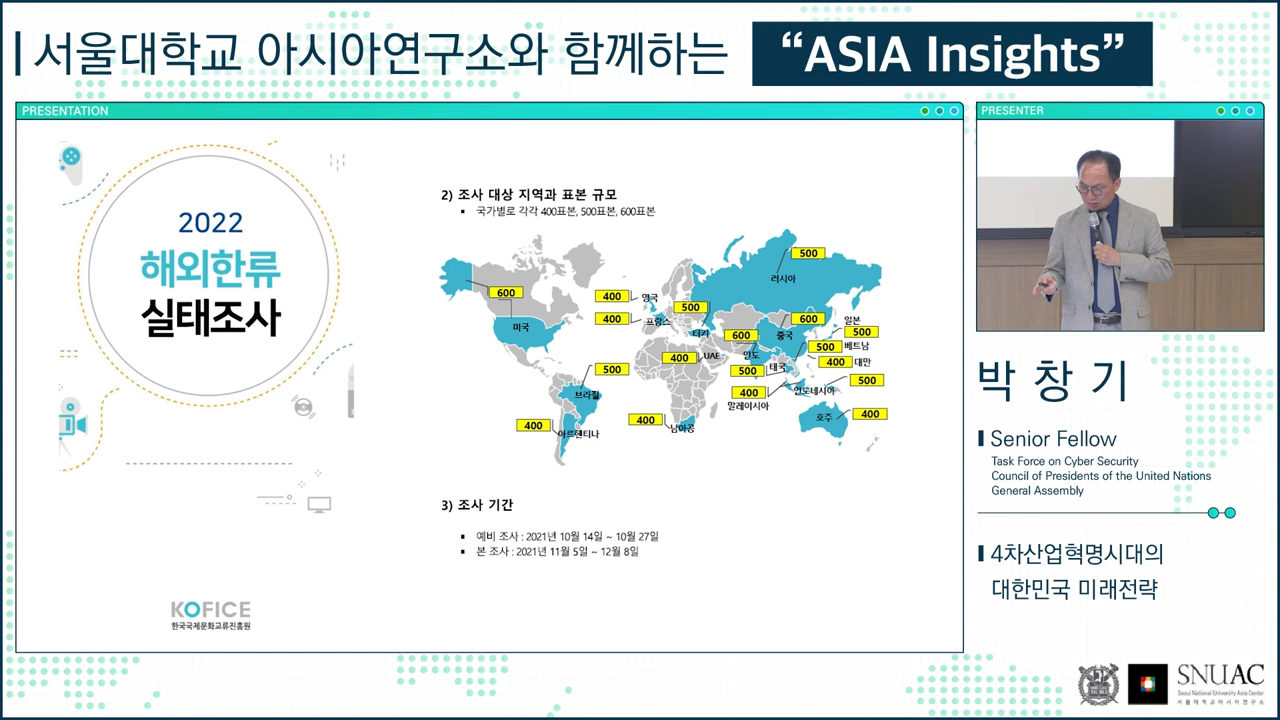 서울대학교 아시아연구소와 함께하는 “ASIA Insights”
PRESENTATION
2022
해외한류
실태조사
KOFICE
한국국제문화교류진흥원
2) 조사 대상 지역과 표본 규모
▪ 국가별로 각각 400표본, 500표본, 600표본
500
러시아
600
미국
400
영국
400
프랑스
500
터키
600
중국
일본
500
600
인도
500
베트남
400
대만
400
UAE
500
태국
500
인도네시아
400
말레이시아
500
브라질
400
아르헨티나
400
남아공
400
호주
3) 조사 기간
▪ 예비 조사 : 2021년 10월 14일 ~ 10월 27일
▪ 본 조사 : 2021년 11월 5일 ~ 12월 8일
PRESENTER
박 창 기
Senior Fellow
Task Force on Cyber Security
Council of Presidents of the United Nations
General Assembly
4차산업혁명시대의
대한민국 미래전략
SNUAC
Seoul National University Asia Center
서울대학교아시아연구소